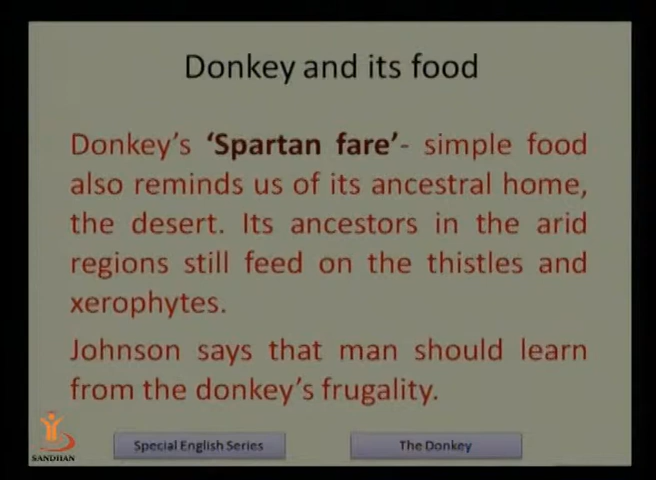 Donkey and its food
Donkey's 'Spartan fare'- simple food
also reminds us of its ancestral home,
the desert. Its ancestors in the arid
regions still feed on the thistles and
xerophytes.
Johnson says that man should learn
from the donkey's frugality.
SANDHAN
Special English Series
The Donkey